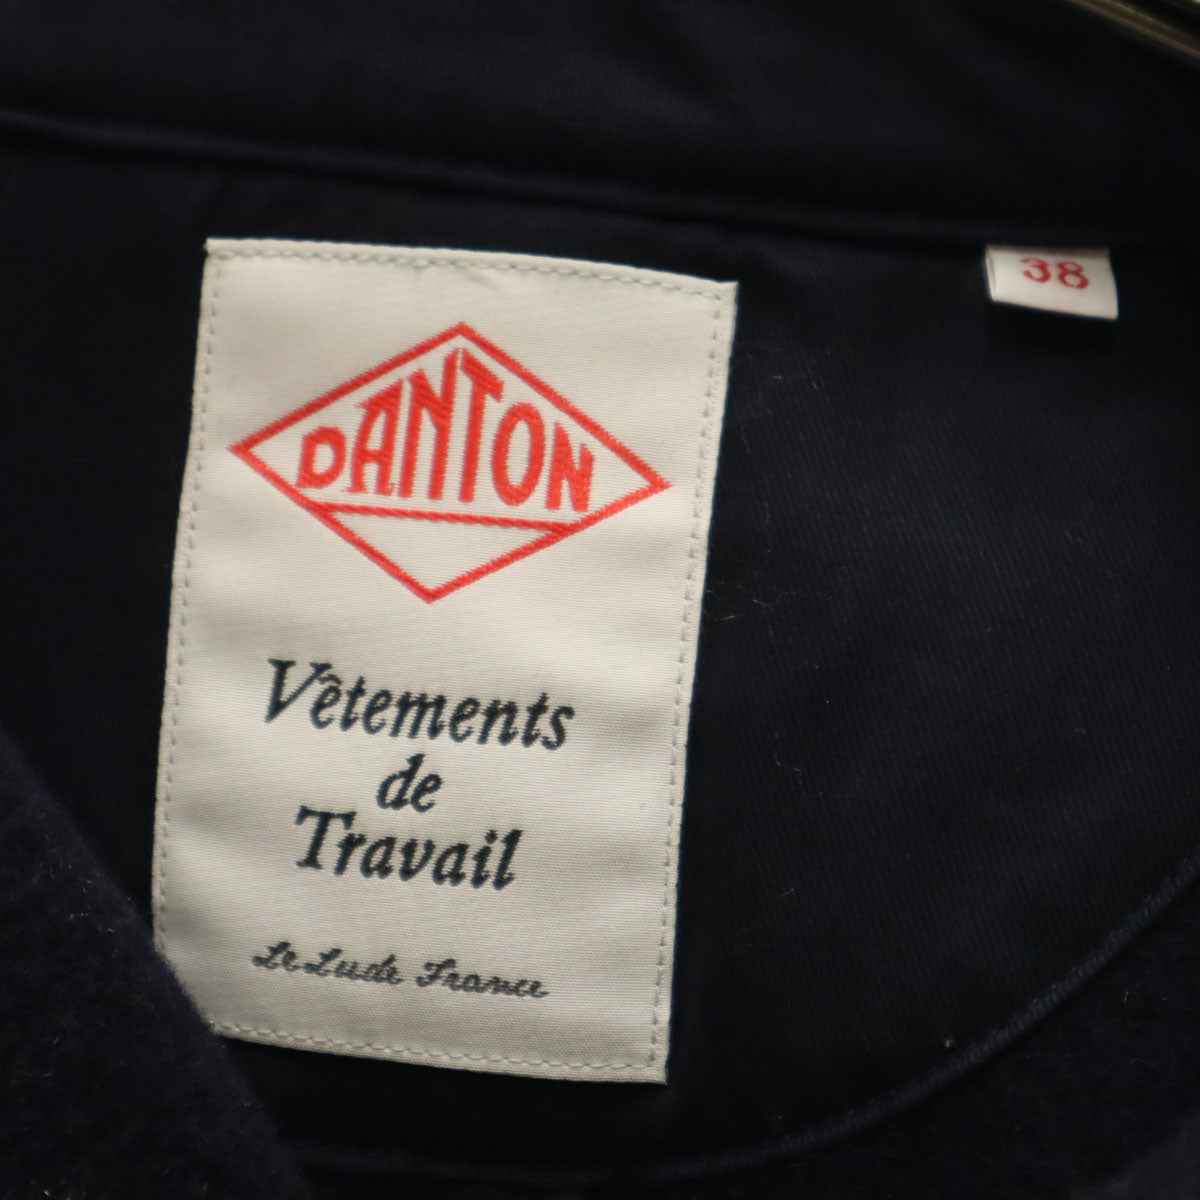 38
DANTON
Vêtements
de
Travail
Le Lude France